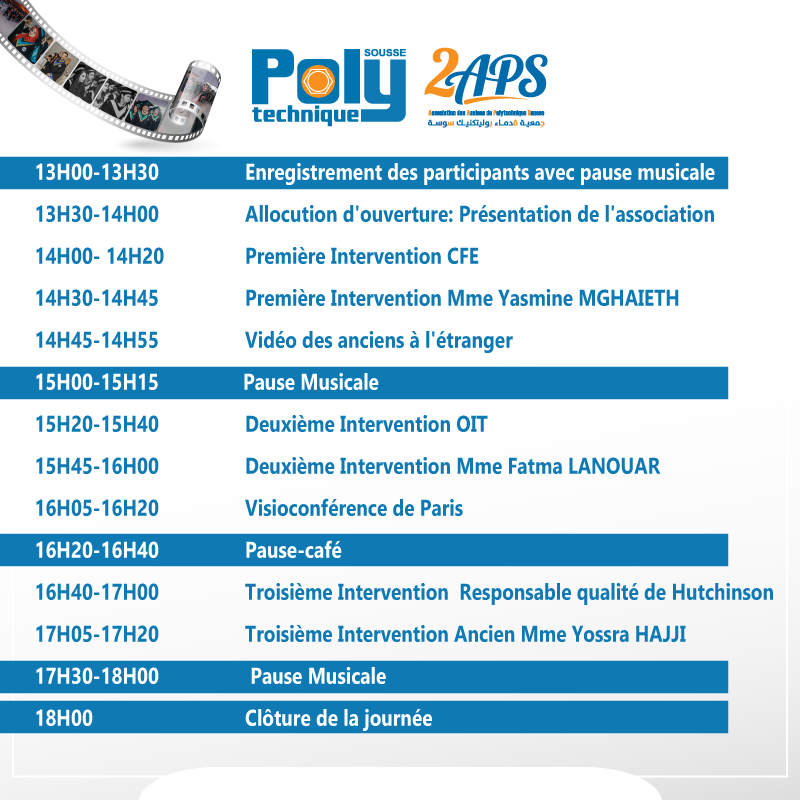 SOUSSE
Poly
technique
2APS
Association des Anciens de Polytechnique Sousse
جمعية قدماء بوليتكنيك سوسة
13H00-13H30 Enregistrement des participants avec pause musicale
13H30-14H00 Allocution d'ouverture: Présentation de l'association
14H00- 14H20 Première Intervention CFE
14H30-14H45 Première Intervention Mme Yasmine MGHAIETH
14H45-14H55 Vidéo des anciens à l'étranger
15H00-15H15 Pause Musicale
15H20-15H40 Deuxième Intervention OIT
15H45-16H00 Deuxième Intervention Mme Fatma LANOUAR
16H05-16H20 Visioconférence de Paris
16H20-16H40 Pause-café
16H40-17H00 Troisième Intervention Responsable qualité de Hutchinson
17H05-17H20 Troisième Intervention Ancien Mme Yossra HAJJI
17H30-18H00 Pause Musicale
18H00 Clôture de la journée